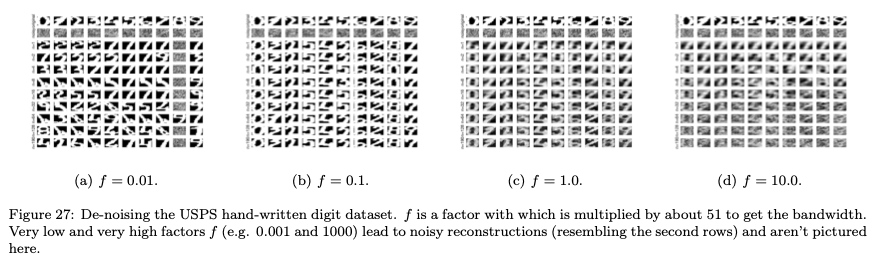 (a) f = 0.01.
(b) f = 0.1.
(c) f = 1.0.
(d) f = 10.0.
Figure 27: De-noising the USPS hand-written digit dataset. f is a factor with which is multiplied by about 51 to get the bandwidth.
Very low and very high factors f (e.g. 0.001 and 1000) lead to noisy reconstructions (resembling the second rows) and aren't pictured
here.